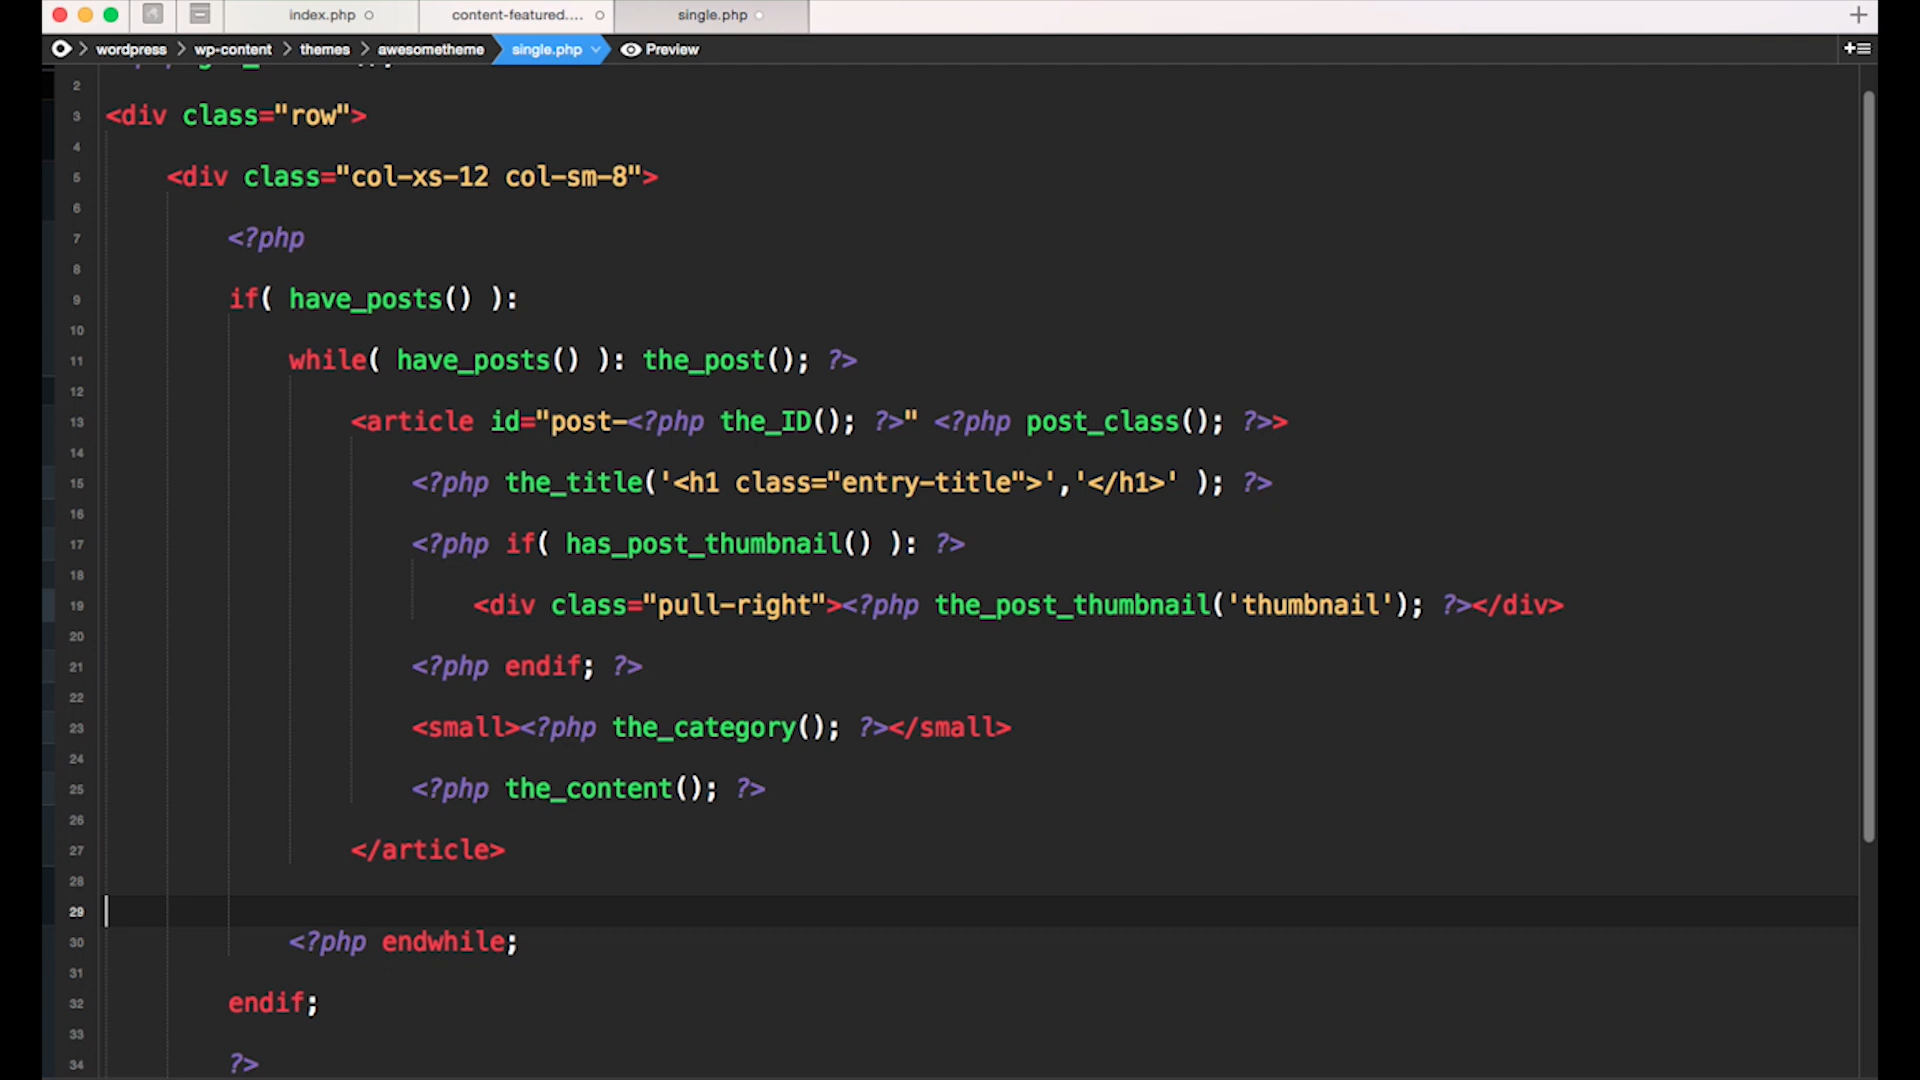 index.php
content-featured....
single.php
wordpress
wp-content
themes
awesometheme
single.php
Preview
2
3 <div class="row">
4
5 <div class="col-xs-12 col-sm-8">
6
7 <?php
8
9 if( have_posts() ):
10
11 while( have_posts() ): the_post(); ?>
12
13 <article id="post-<?php the_ID(); ?>" <?php post_class(); ?>>
14
15 <?php the_title('<h1 class="entry-title">','</h1>' ); ?>
16
17 <?php if( has_post_thumbnail() ): ?>
18
19 <div class="pull-right"><?php the_post_thumbnail('thumbnail'); ?></div>
20
21 <?php endif; ?>
22
23 <small><?php the_category(); ?></small>
24
25 <?php the_content(); ?>
26
27 </article>
28
29
30 <?php endwhile;
31
32 endif;
33
34 ?>